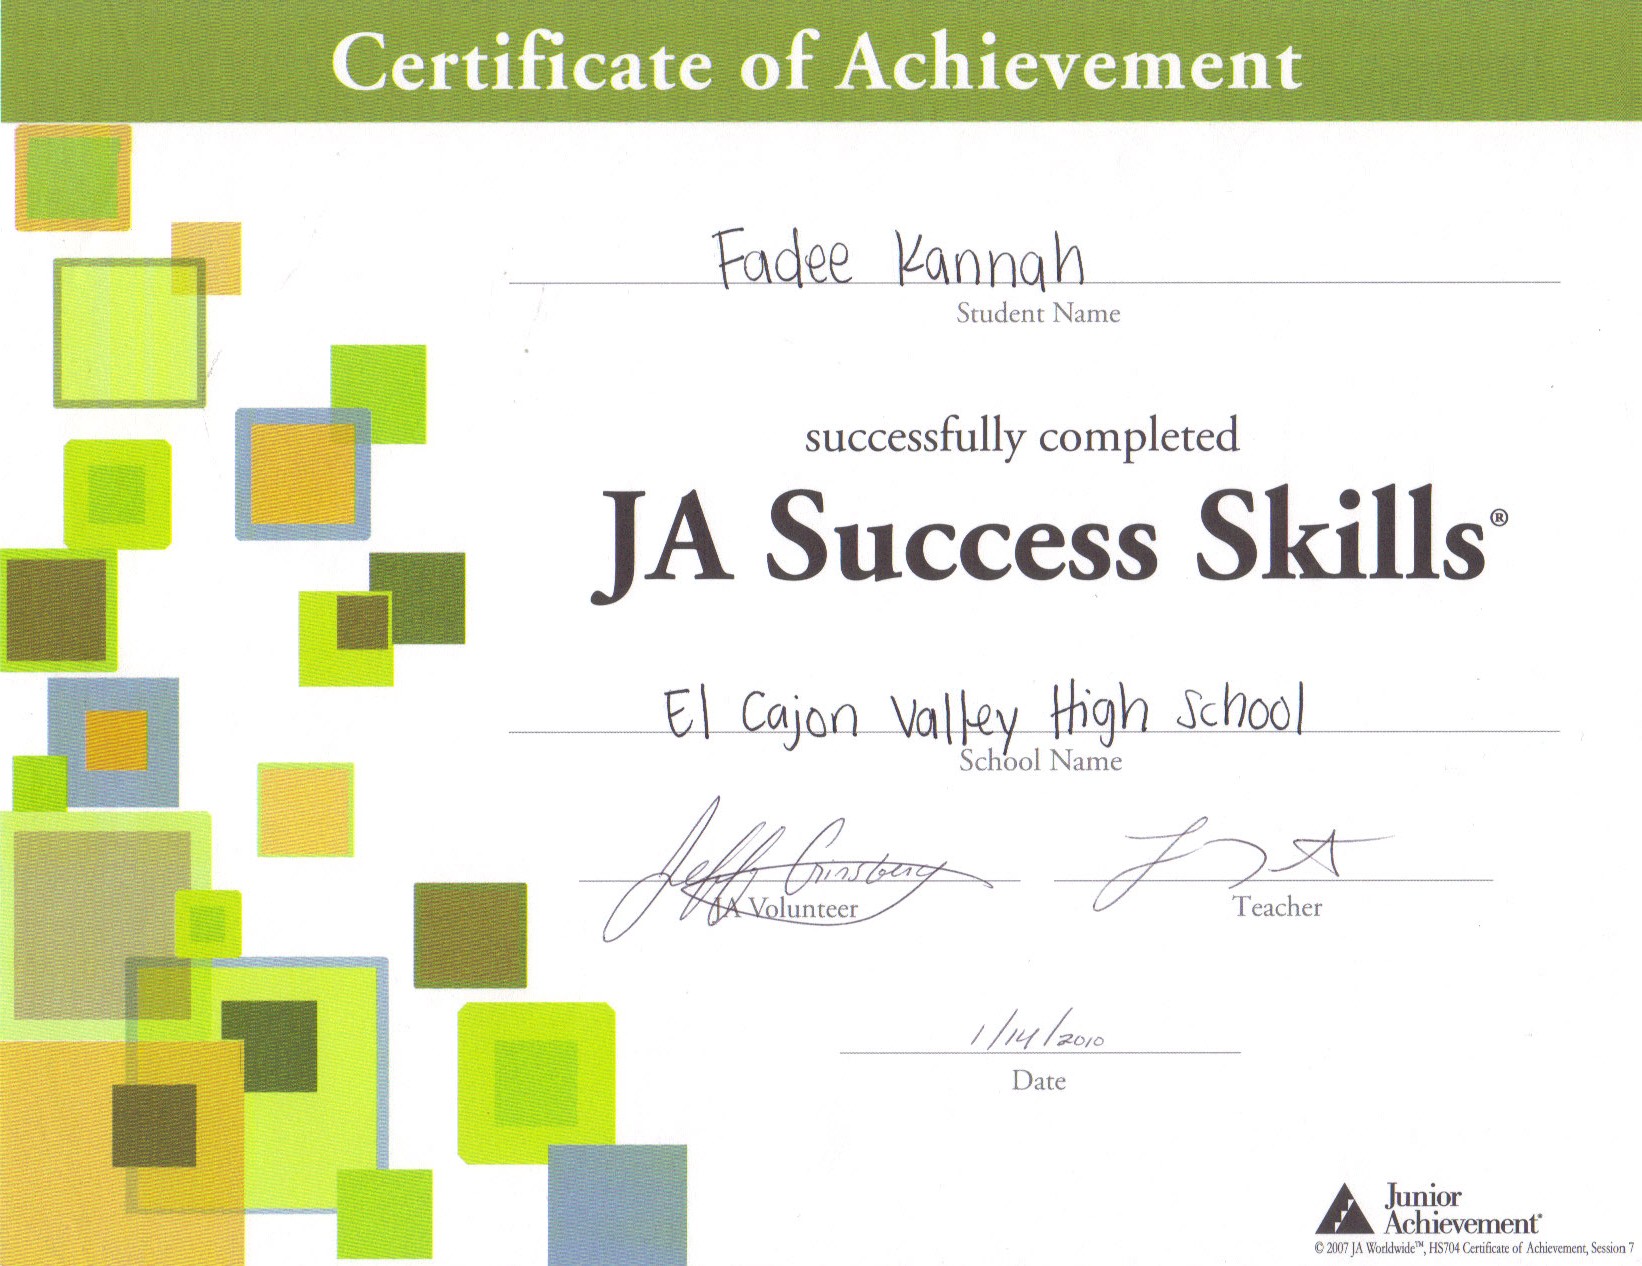 Certificate of Achievement
Fadee Kannah
Student Name
successfully completed
JA Success Skills®
El Cajon Valley High School
School Name
Jeff Grinsberg
JA Volunteer
Teacher
1/14/2010
Date
Junior
Achievement®
© 2007 JA Worldwide™, HS704 Certificate of Achievement, Session 7